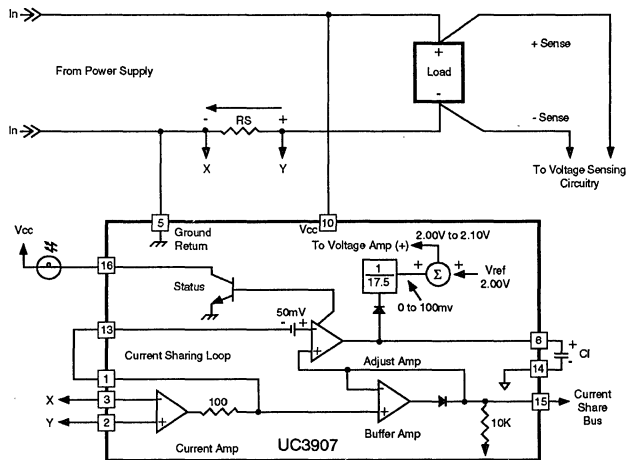 In
From Power Supply
+
Load
-
+ Sense
- Sense
In
- RS +
X Y
To Voltage Sensing
Circuitry
5
Ground
Return
Vcc
10
Vcc
16
Status
To Voltage Amp (+)
2.00V to 2.10V
1
17.5
+ Σ +
Vref
2.00V
0 to 100mv
50mV
- +
-
+
13
Current Sharing Loop
Adjust Amp
6
+
CI
-
14
1
X
3
Y
2
-
+
100
Current Amp
UC3907
-
+
Buffer Amp
10K
15
Current
Share
Bus